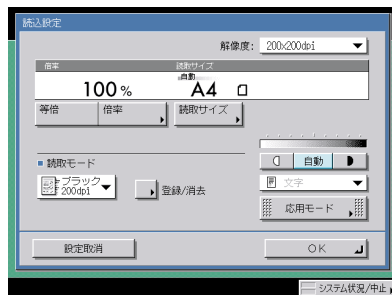 読込設定
解像度: 200x200dpi
倍率 読取サイズ
自動
100 % A4
等倍 倍率 読取サイズ
読取モード
自動
ブラック
200dpi
登録/消去
文字
応用モード
設定取消 OK
システム状況/中止